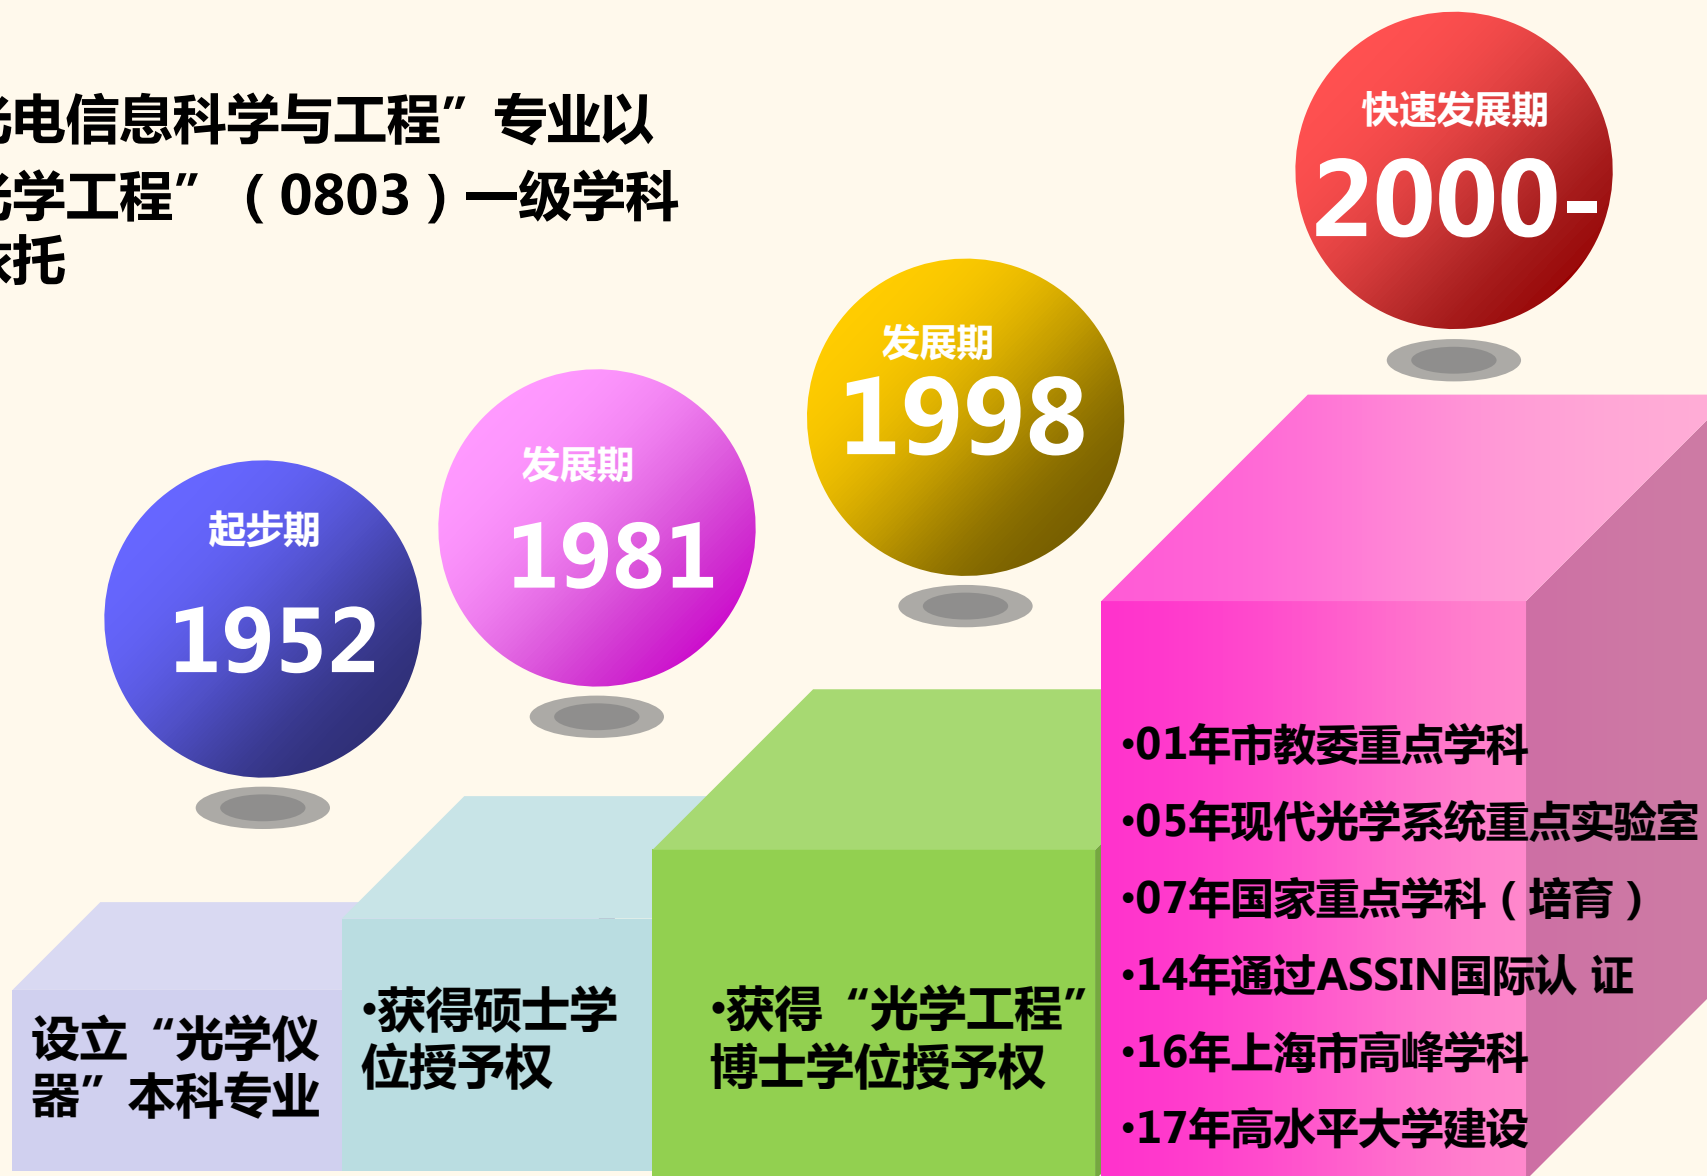 光电信息科学与工程”专业以
光学工程”（0803）一级学科
依托
快速发展期
2000-
发展期
1998
发展期
1981
起步期
1952
设立“光学仪
器”本科专业
•获得硕士学
位授予权
•获得“光学工程”
博士学位授予权
•01年市教委重点学科
•05年现代光学系统重点实验室
•07年国家重点学科（培育）
•14年通过ASSIN国际认 证
•16年上海市高峰学科
•17年高水平大学建设